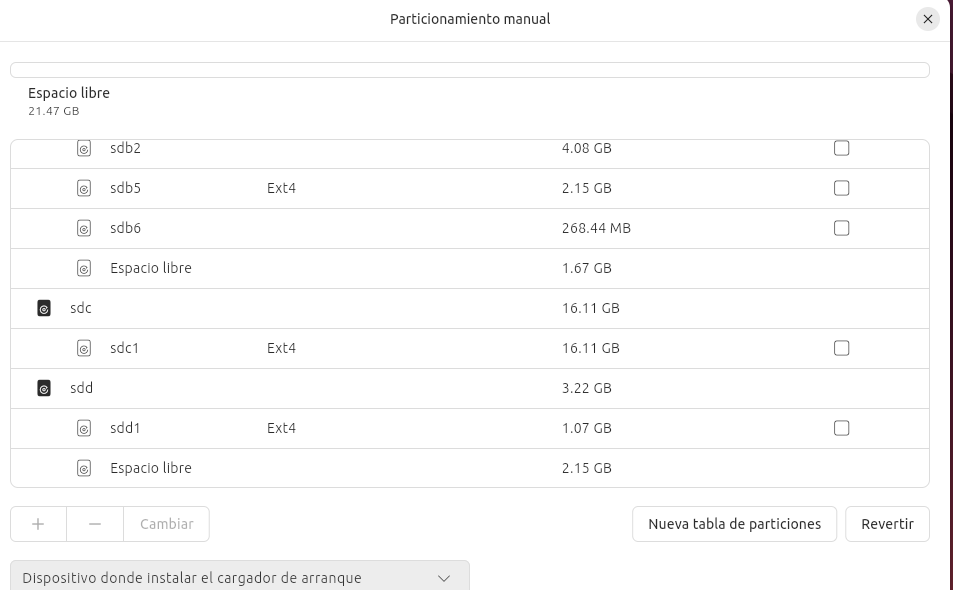 Particionamiento manual
Espacio libre
21.47 GB
sdb2 4.08 GB
sdb5 Ext4 2.15 GB
sdb6 268.44 MB
Espacio libre 1.67 GB
sdc 16.11 GB
sdc1 Ext4 16.11 GB
sdd 3.22 GB
sdd1 Ext4 1.07 GB
Espacio libre 2.15 GB
+ − Cambiar Nueva tabla de particiones Revertir
Dispositivo donde instalar el cargador de arranque